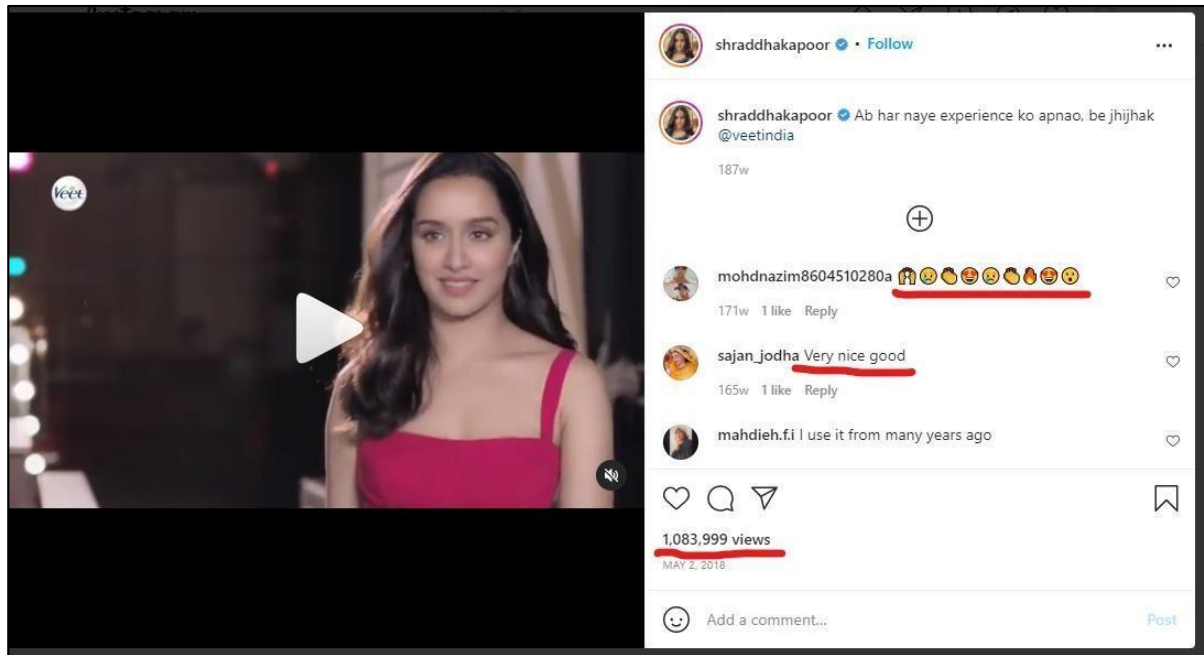 Veet
shraddhakapoor • Follow
shraddhakapoor Ab har naye experience ko apnao, be jhijhak
@veetindia
187w
mohdnazim8604510280a 🙌😢👏😍😢👏🔥😍😮
171w 1 like Reply
sajan_jodha Very nice good
165w 1 like Reply
mahdieh.f.i I use it from many years ago
1,083,999 views
MAY 2, 2018
Add a comment...
Post